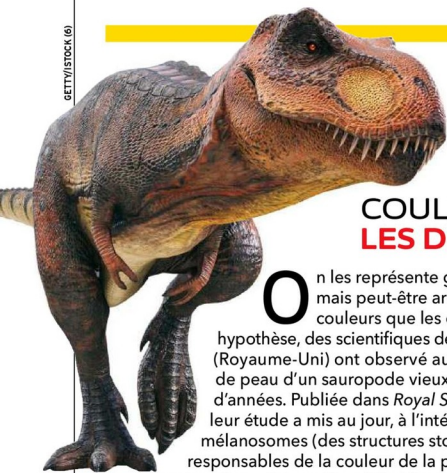 GETTY/ISTOCK (6)
COUL
LES D
On les représente g
mais peut-être ar
couleurs que les
hypothèse, des scientifiques de
(Royaume-Uni) ont observé au
de peau d'un sauropode vieux
d'années. Publiée dans Royal S
leur étude a mis au jour, à l'inté
mélanosomes (des structures sto
responsables de la couleur de la p